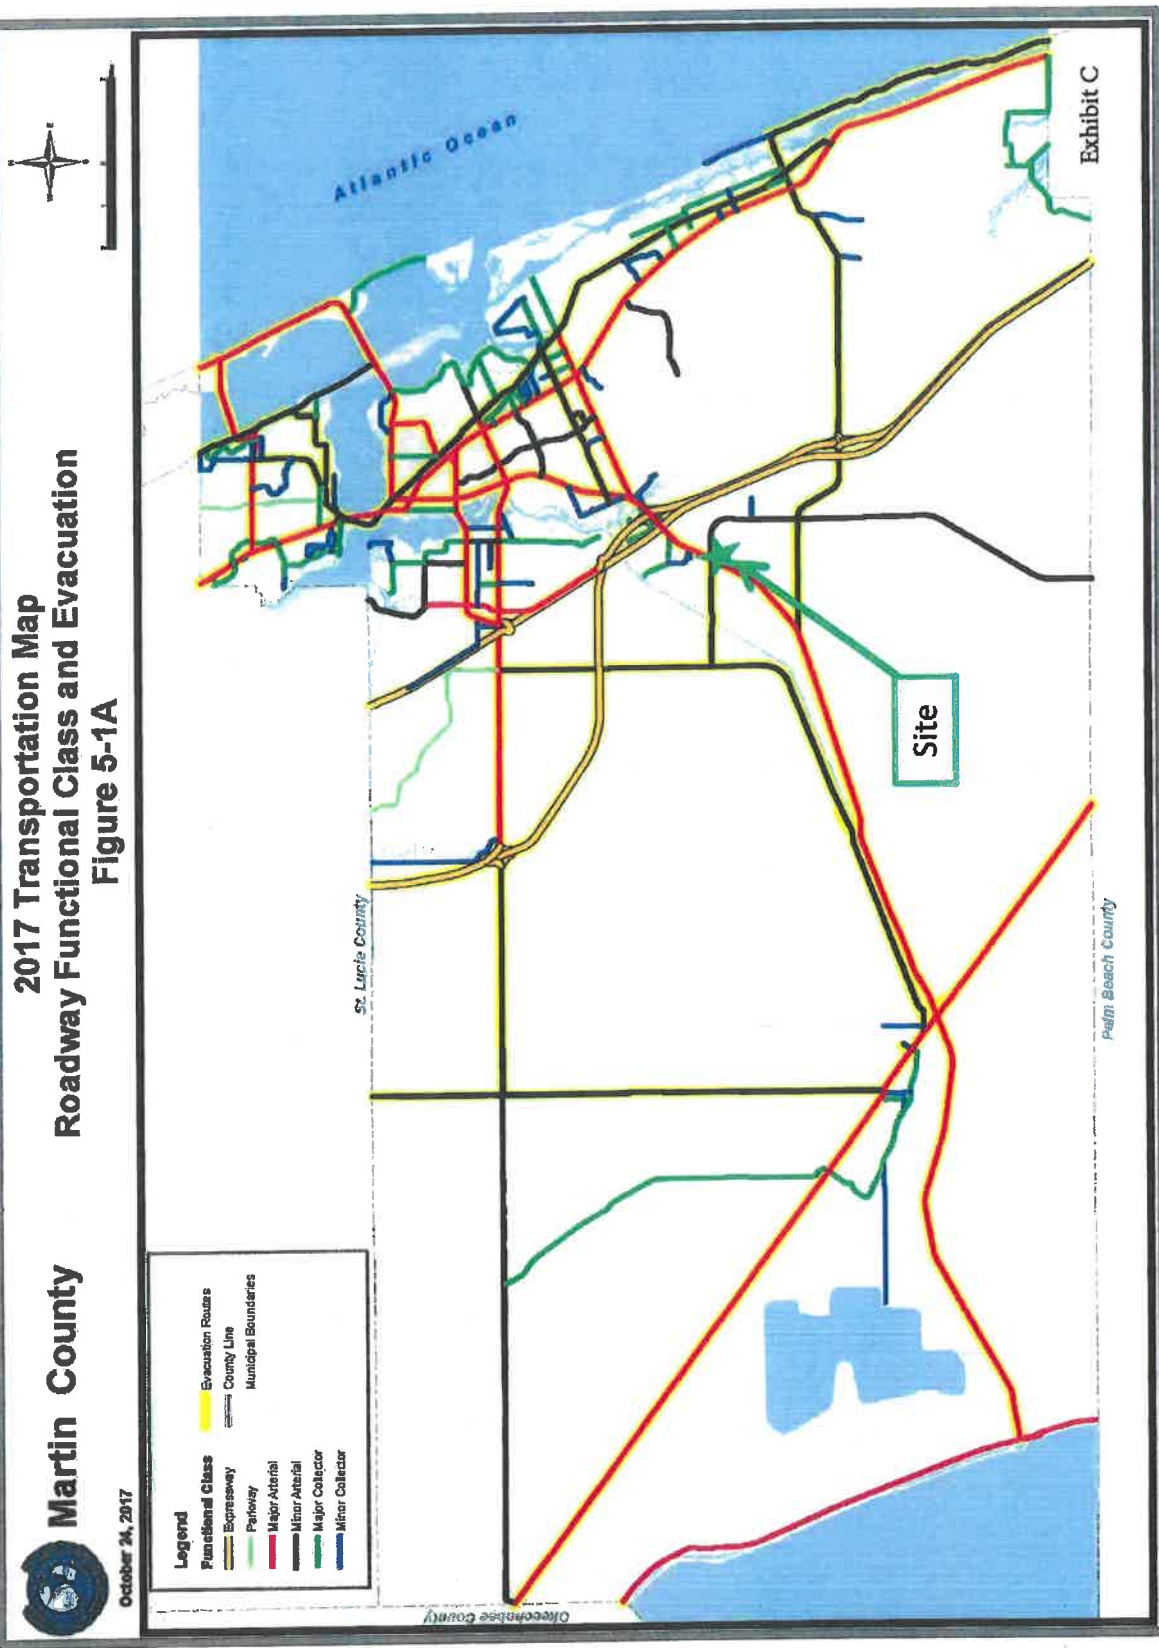 2017 Transportation Map
Martin County
Roadway Functional Class and Evacuation
Figure 5-1A
October 24, 2017
Legend
Functional Class
Expressway
Parkway
Major Arterial
Minor Arterial
Major Collector
Minor Collector
Evacuation Routes
County Line
Municipal Boundaries
St. Lucie County
Atlantic Ocean
Okeechobee County
Site
Palm Beach County
Exhibit C